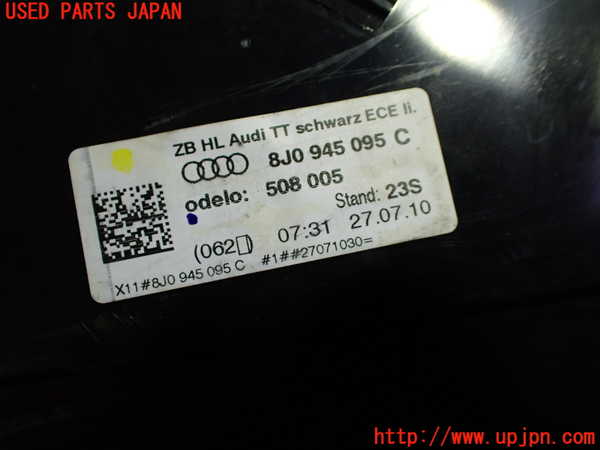 USED PARTS JAPAN
ZB HL Audi TT schwarz ECE li.
8J0 945 095 C
odelo: 508 005
Stand: 23S
(062 07:31 27.07.10
X11#8J0 945 095 C #1##27071030=
http://www.upjpn.com/